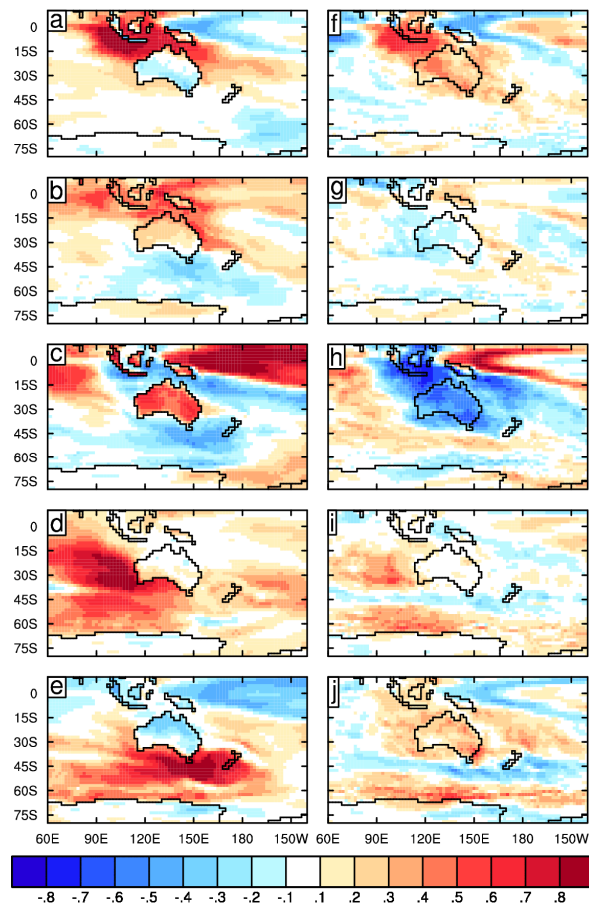 a f
0
15S
30S
45S
60S
75S
b g
0
15S
30S
45S
60S
75S
c h
0
15S
30S
45S
60S
75S
d i
0
15S
30S
45S
60S
75S
e j
0
15S
30S
45S
60S
75S
60E 90E 120E 150E 180 150W 60E 90E 120E 150E 180 150W
-.8 -.7 -.6 -.5 -.4 -.3 -.2 -.1 .1 .2 .3 .4 .5 .6 .7 .8